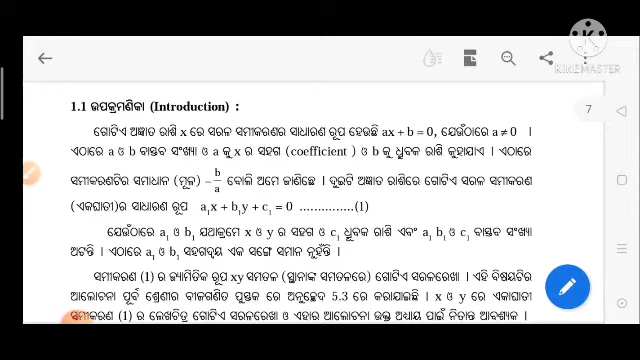 KINEMASTER
7
1.1 ଉପକ୍ରମଣିକା (Introduction) :
ଗୋଟିଏ ଅଜ୍ଞାତ ରାଶି x ରେ ସରଳ ସମୀକରଣର ସାଧାରଣ ରୂପ ହେଉଛି ax + b = 0, ଯେଉଁଠାରେ a ≠ 0 ।
ଏଠାରେ a ଓ b ବାସ୍ତବ ସଂଖ୍ୟା ଓ a କୁ x ର ସହଗ (coefficient) ଓ b କୁ ଧ୍ରୁବକ ରାଶି କୁହାଯାଏ । ଏଠାରେ
ସମୀକରଣଟିର ସମାଧାନ (ମୂଳ) − b/a ବୋଲି ଅମେ ଜାଣିଛେ । ଦୁଇଟି ଅଜ୍ଞାତ ରାଶିରେ ଗୋଟିଏ ସରଳ ସମୀକରଣ
(ଏକଘାତୀ)ର ସାଧାରଣ ରୂପ a₁x + b₁y + c₁ = 0 ...............(1)
ଯେଉଁଠାରେ a₁ ଓ b₁ ଯଥାକ୍ରମେ x ଓ y ର ସହଗ ଓ c₁ ଧ୍ରୁବକ ରାଶି ଏବଂ a₁ b₁ ଓ c₁ ବାସ୍ତବ ସଂଖ୍ୟା
ଅଟନ୍ତି । ଏଠାରେ a₁ ଓ b₁ ସହଗଦ୍ୱୟ ଏକ ସଙ୍ଗେ ସମାନ ନୁହଁନ୍ତି ।
ସମୀକରଣ (1) ର ଜ୍ୟାମିତିକ ରୂପ xy ସମତଳ (ସ୍ଥାନାଙ୍କ ସମତଳରେ) ଗୋଟିଏ ସରଳରେଖା । ଏହି ବିଷୟଟିର
ଆଲୋଚନା ପୂର୍ବ ଶ୍ରେଣୀର ବୀଜଗଣିତ ପୁସ୍ତକ ରେ ଅନୁଚ୍ଛେଦ 5.3 ରେ କରାଯାଇଛି । x ଓ y ରେ ଏକଘାତୀ
ସମୀକରଣ (1) ର ଲେଖଚିତ୍ର ଗୋଟିଏ ସରଳରେଖା ଓ ଏହାର ଆଲୋଚନା ଉକ୍ତ ଅଧ୍ୟାୟ ପାଇଁ ନିତାନ୍ତ ଆବଶ୍ୟକ ।